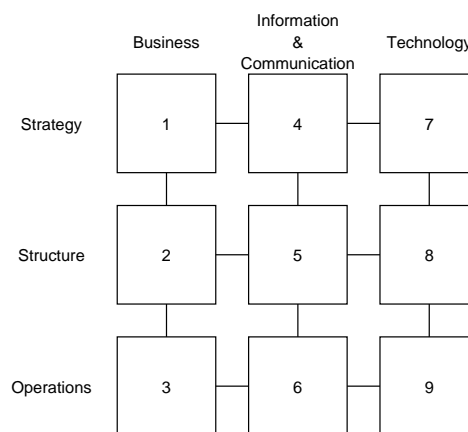 Information
Business & Technology
Communication
Strategy 1 4 7
Structure 2 5 8
Operations 3 6 9